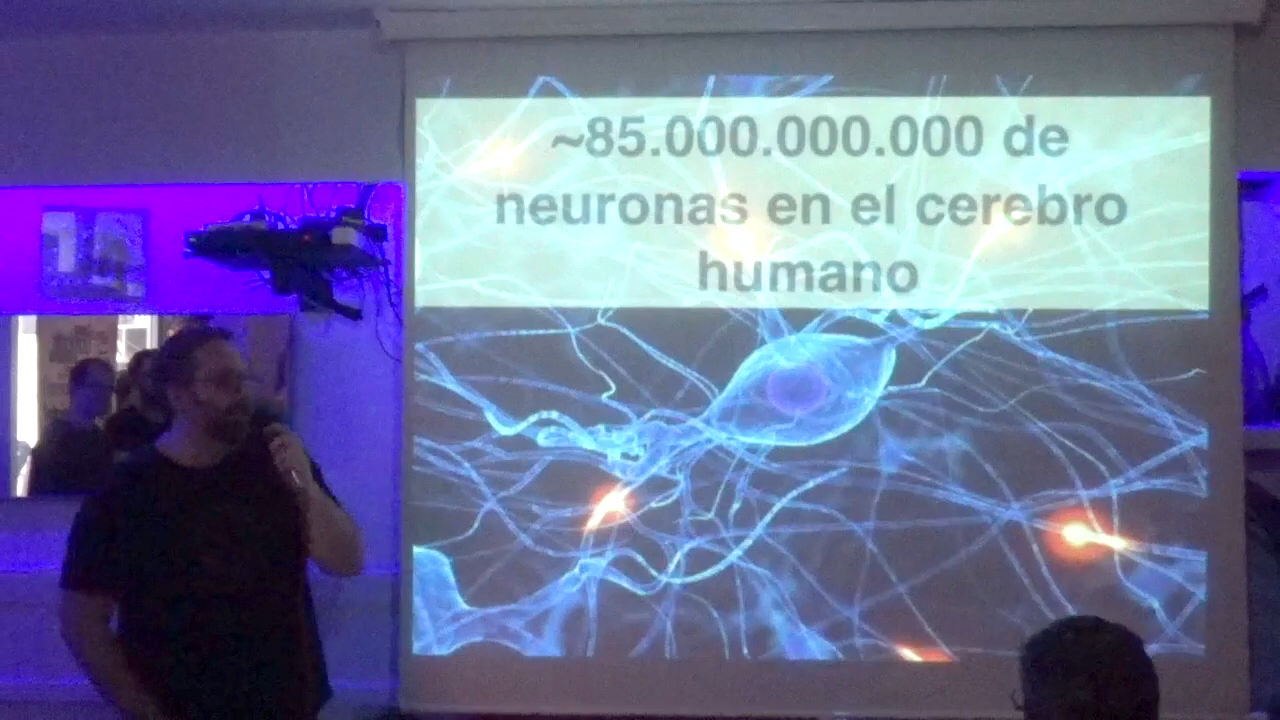 ~85.000.000.000 de
neuronas en el cerebro
humano